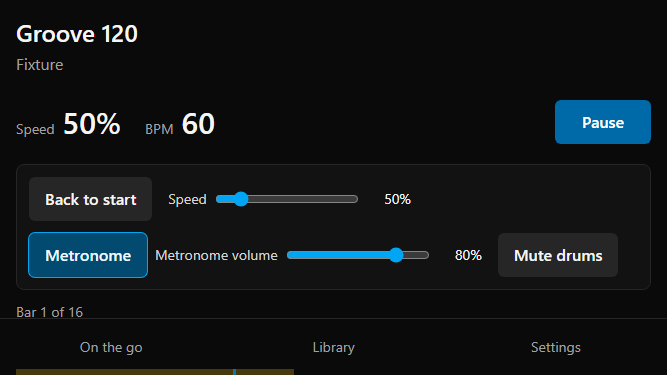 Groove 120
Fixture
Speed 50% BPM 60
Pause
Back to start Speed 50%
Metronome Metronome volume 80% Mute drums
Bar 1 of 16
On the go Library Settings